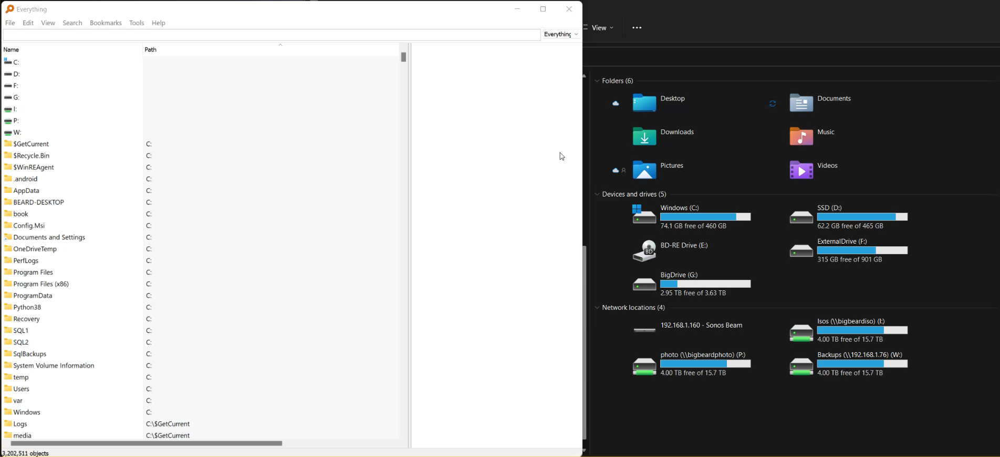 Everything
File Edit View Search Bookmarks Tools Help
Everything
Name Path
C:
D:
F:
G:
I:
P:
W:
$GetCurrent C:
$Recycle.Bin C:
$WinREAgent C:
.android C:
AppData C:
BEARD-DESKTOP C:
book C:
Config.Msi C:
Documents and Settings C:
OneDriveTemp C:
PerfLogs C:
Program Files C:
Program Files (x86) C:
ProgramData C:
Python38 C:
Recovery C:
SQL1 C:
SQL2 C:
SqlBackups C:
System Volume Information C:
temp C:
Users C:
var C:
Windows C:
Logs C:\$GetCurrent
media C:\$GetCurrent
3,202,511 objects
View
Folders (6)
Desktop Documents
Downloads Music
Pictures Videos
Devices and drives (5)
Windows (C:)
74.1 GB free of 460 GB
SSD (D:)
62.2 GB free of 465 GB
BD
BD-RE Drive (E:)
ExternalDrive (F:)
315 GB free of 901 GB
BigDrive (G:)
2.95 TB free of 3.63 TB
Network locations (4)
192.168.1.160 - Sonos Beam
Isos (\\bigbeardiso) (I:)
4.00 TB free of 15.7 TB
photo (\\bigbeardphoto) (P:)
4.00 TB free of 15.7 TB
Backups (\\192.168.1.76) (W:)
4.00 TB free of 15.7 TB